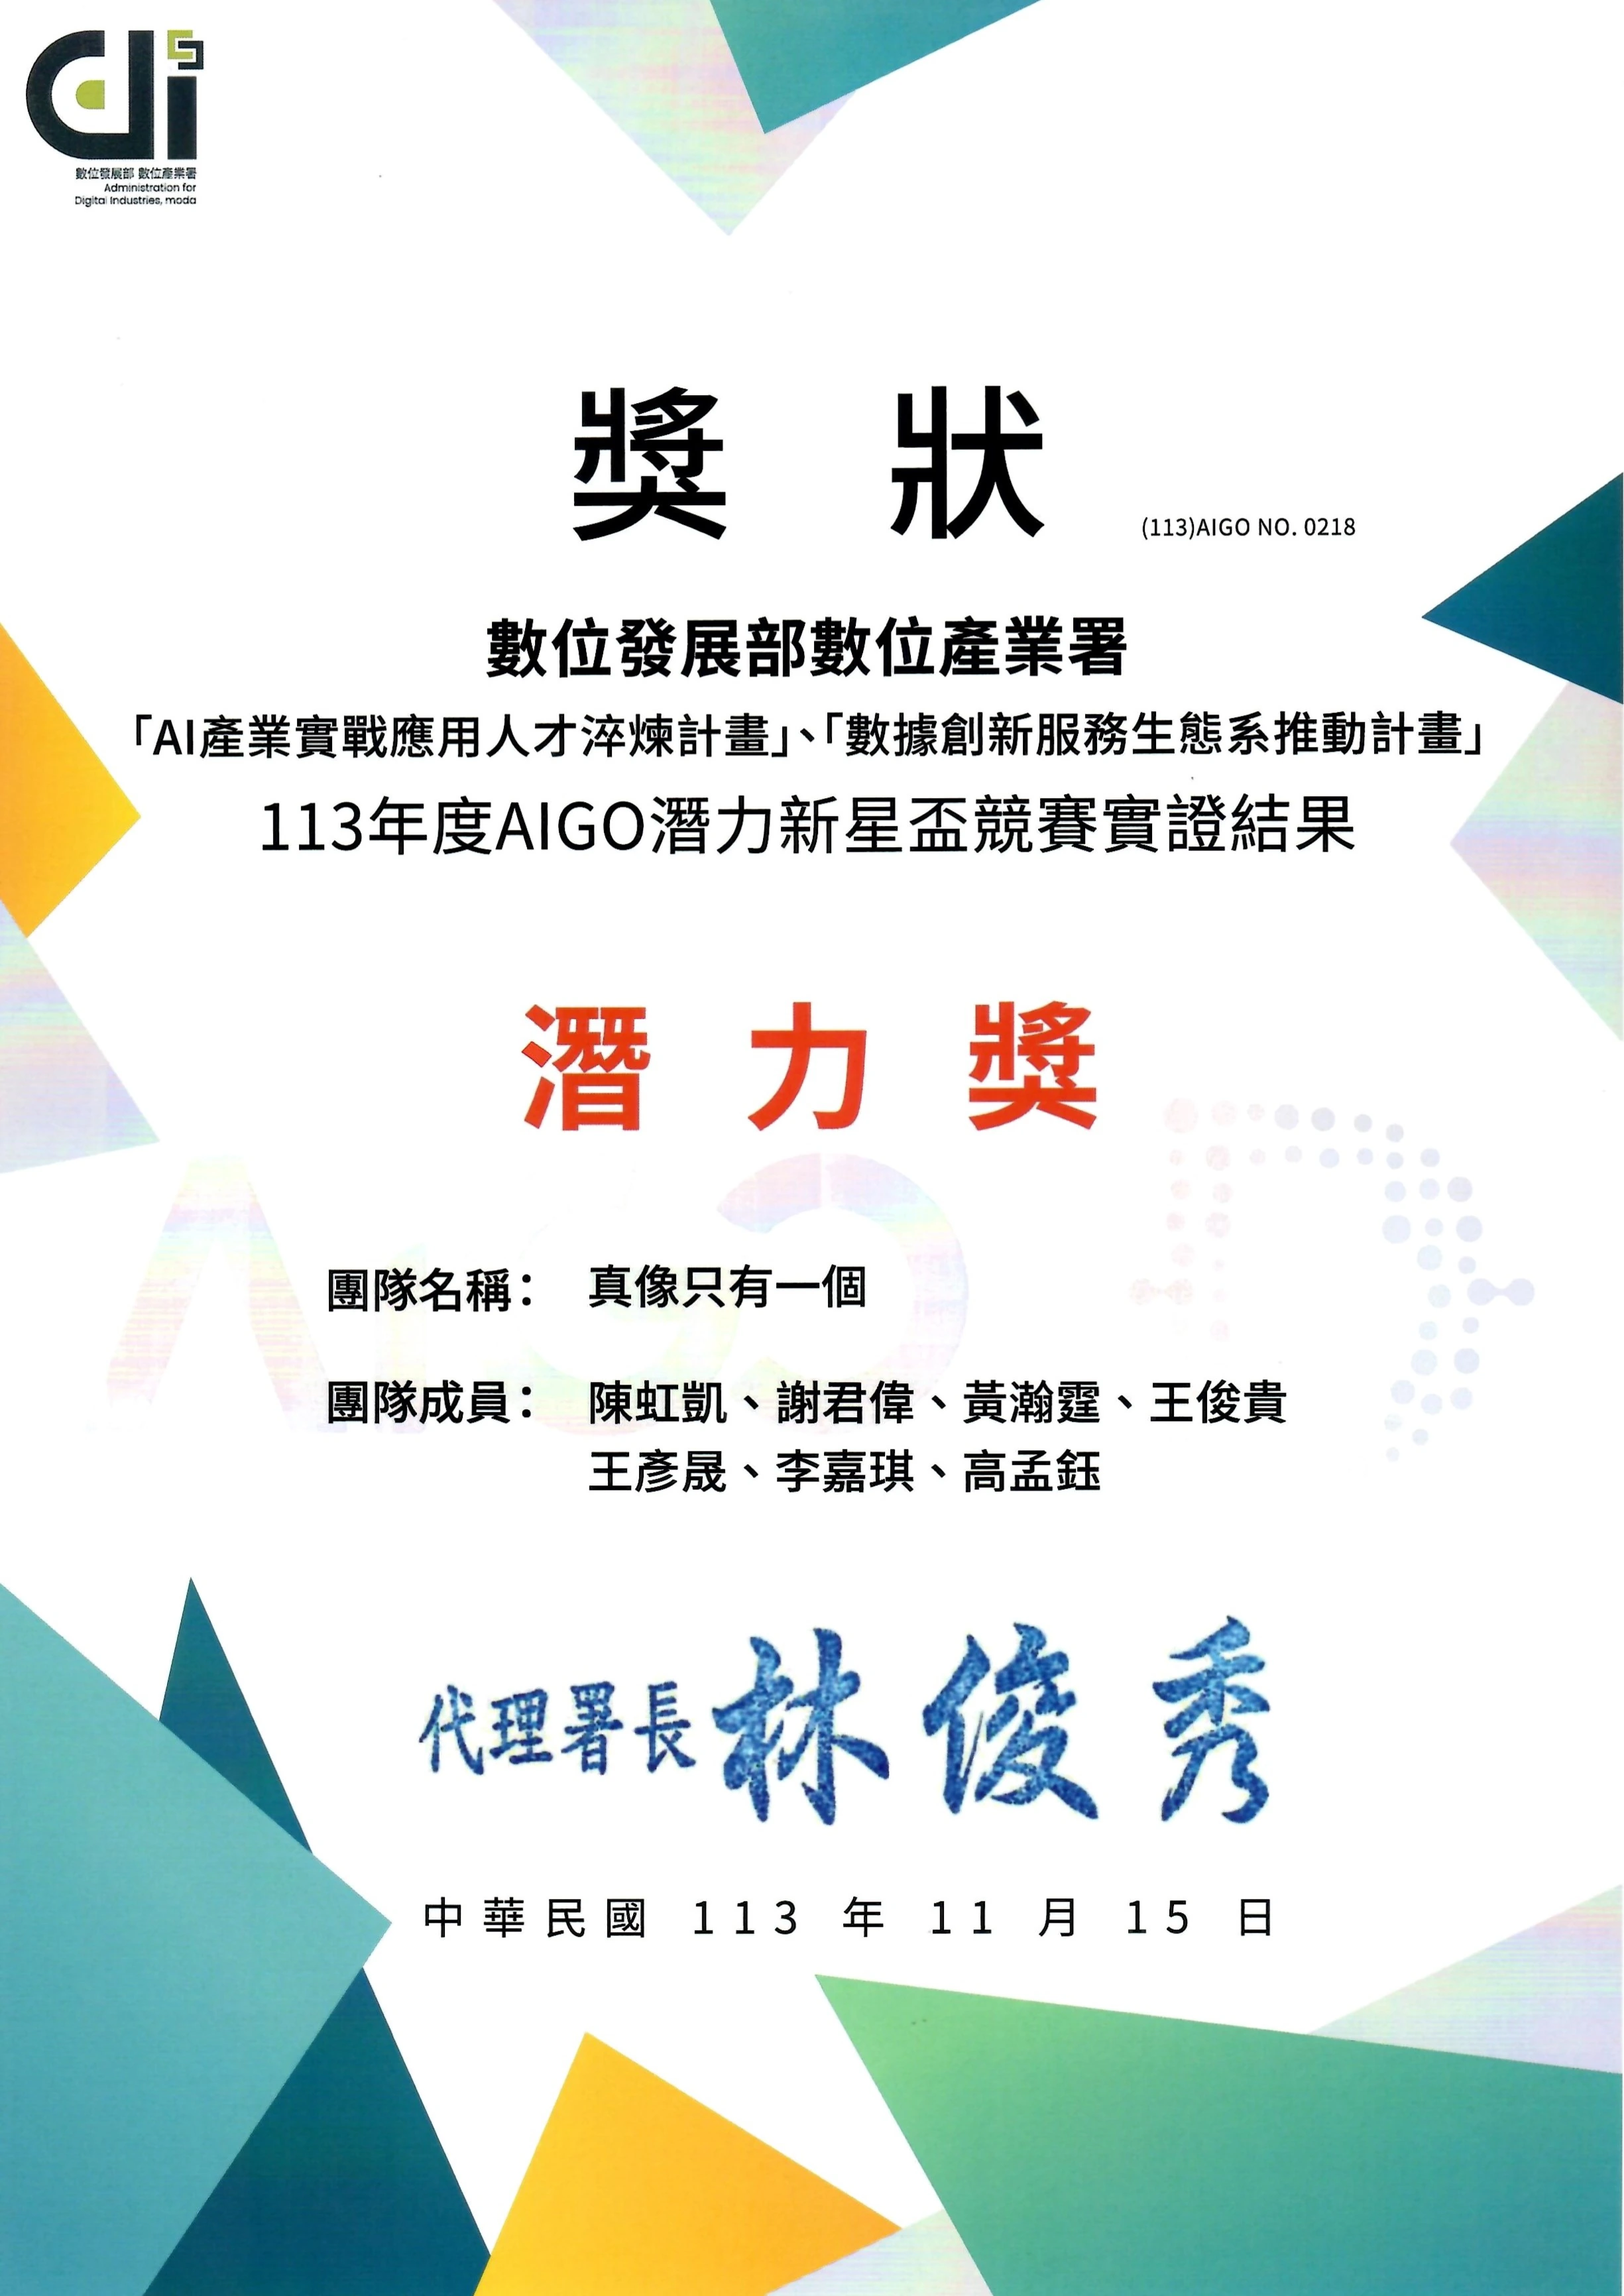 數位發展部 數位產業署
Administration for
Digital Industries, moda
獎狀
(113)AIGO NO. 0218
數位發展部數位產業署
「AI產業實戰應用人才淬煉計畫」、「數據創新服務生態系推動計畫」
113年度AIGO潛力新星盃競賽實證結果
潛力獎
團隊名稱： 真像只有一個
團隊成員： 陳虹凱、謝君偉、黃瀚霆、王俊貴
王彥晟、李嘉琪、高孟鈺
代理署長 林俊秀
中華民國 113 年 11 月 15 日